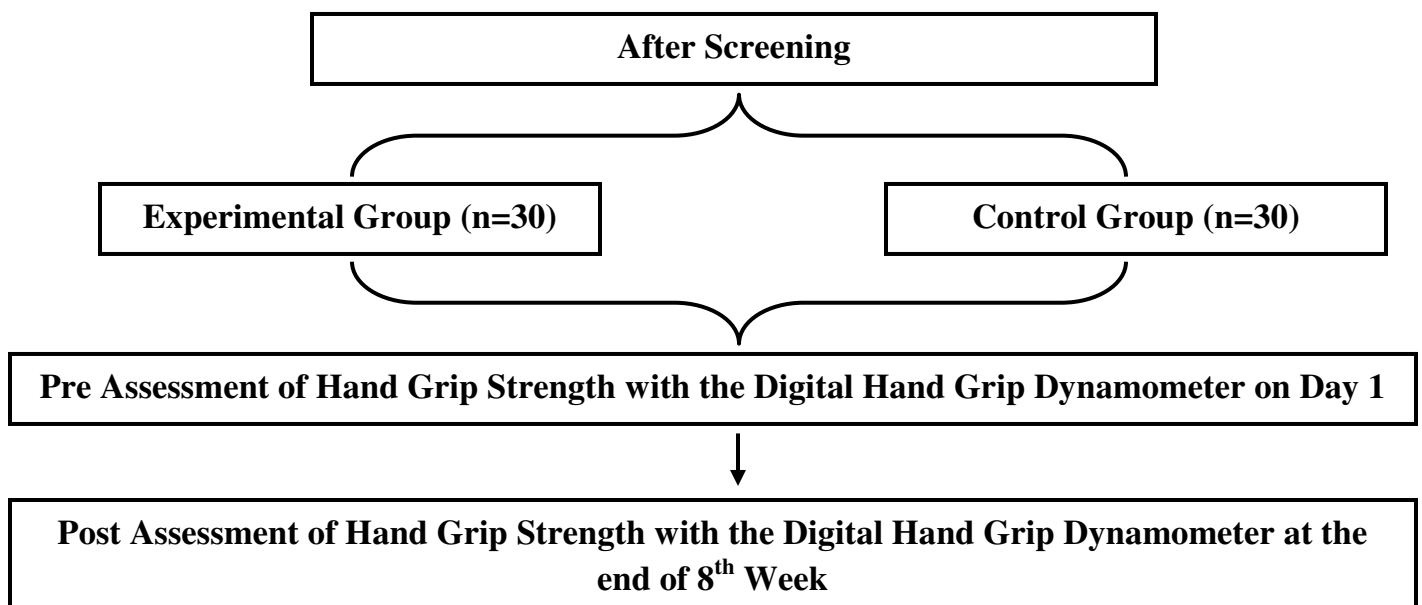 After Screening
Experimental Group (n=30)
Control Group (n=30)
Pre Assessment of Hand Grip Strength with the Digital Hand Grip Dynamometer on Day 1
Post Assessment of Hand Grip Strength with the Digital Hand Grip Dynamometer at the
end of 8th Week